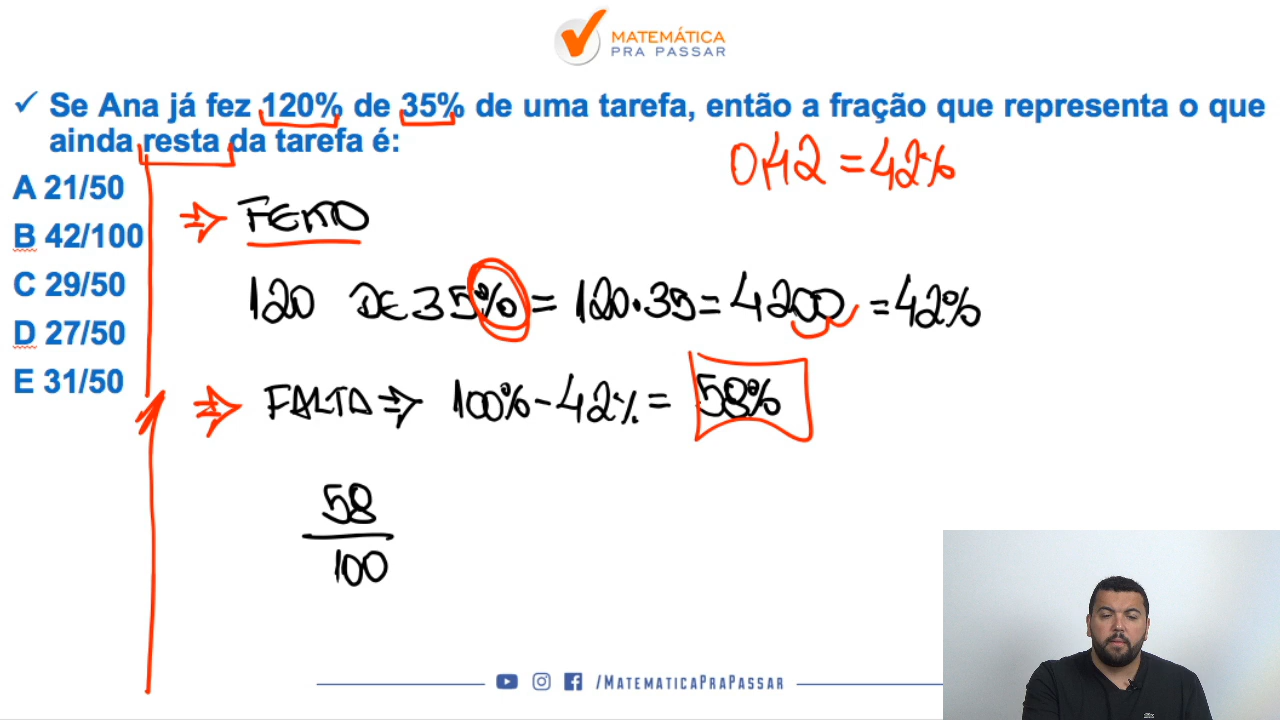 MATEMÁTICA
PRA PASSAR
✓ Se Ana já fez 120% de 35% de uma tarefa, então a fração que representa o que
ainda resta da tarefa é:
0,42 = 42%
A 21/50
B 42/100
C 29/50
D 27/50
E 31/50
⇒ FEITO
120 DE 35% = 120.35 = 4200 = 42%
⇒ FALTA ⇒ 100% - 42% = 58%
58
100
/MATEMATICAPRAPASSAR